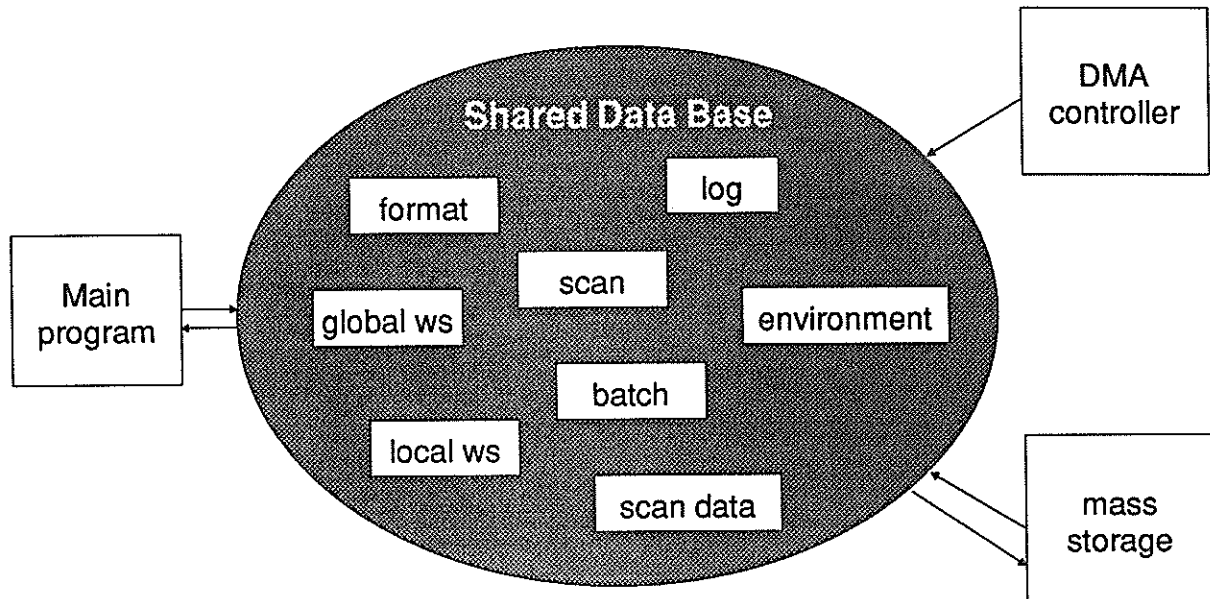 Shared Data Base
DMA
controller
log
format
scan
Main
program
global ws
environment
batch
local ws
scan data
mass
storage